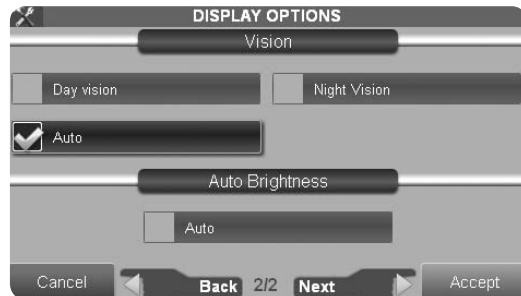 DISPLAY OPTIONS
Vision
Day vision Night Vision
Auto
Auto Brightness
Auto
Cancel Back 2/2 Next Accept